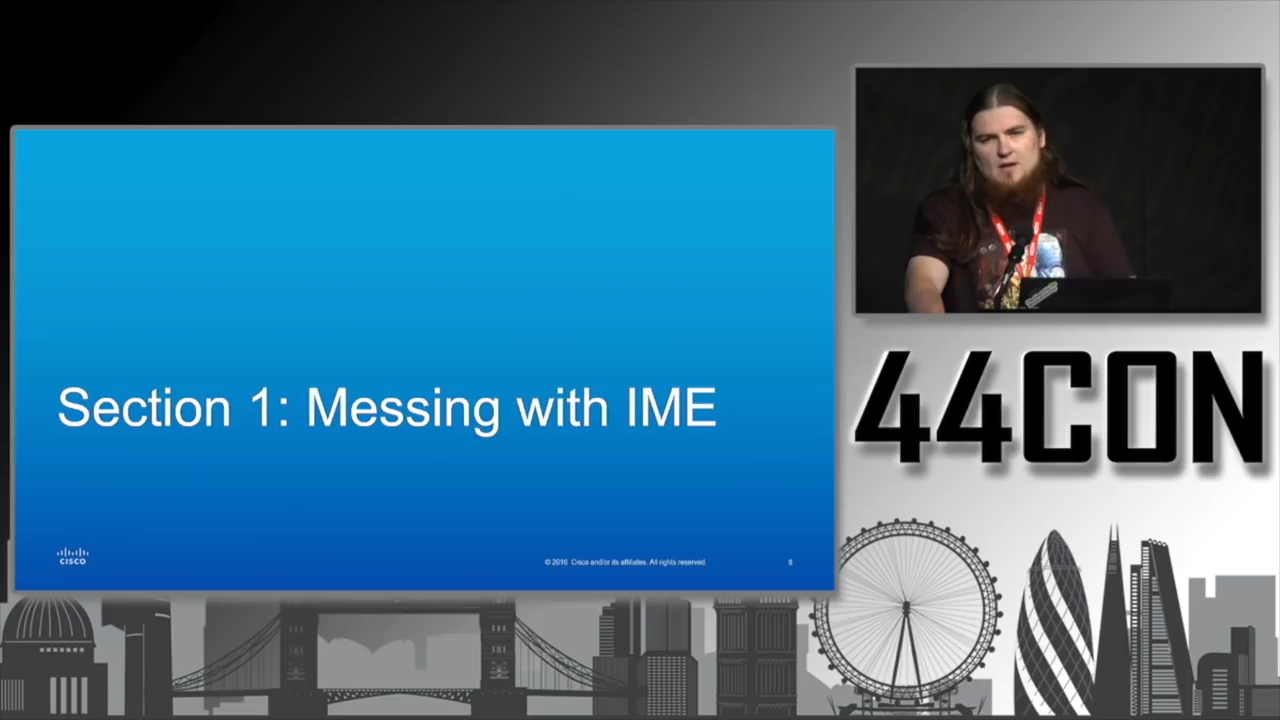 Section 1: Messing with IME
CISCO
© 2016 Cisco and/or its affiliates. All rights reserved.
8
44CON